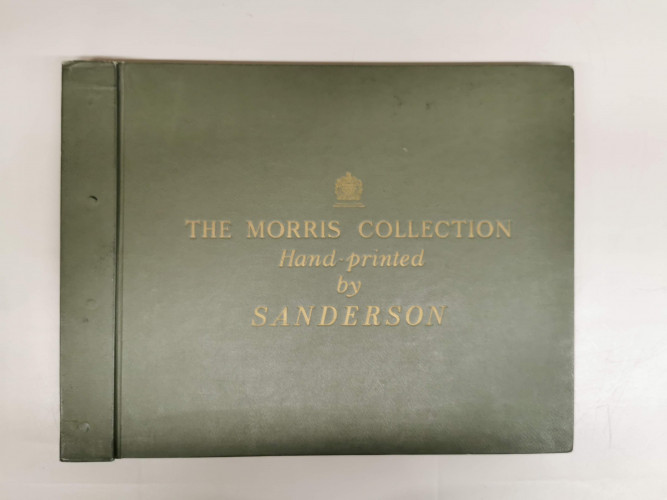 THE MORRIS COLLECTION
Hand-printed
by
SANDERSON